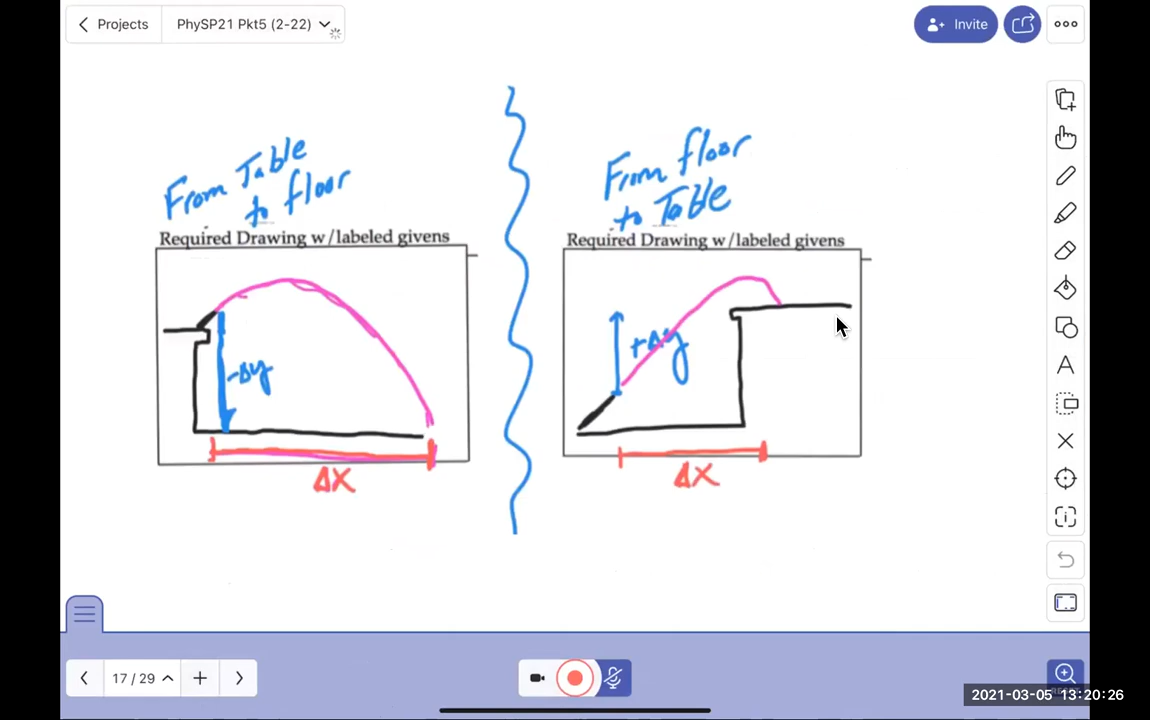 Projects
PhySP21 Pkt5 (2-22)
Invite
From Table
to floor
Required Drawing w/labeled givens
-Δy
ΔX
From floor
to Table
Required Drawing w/labeled givens
+Δy
ΔX
A
17 / 29
2021-03-05 13:20:26